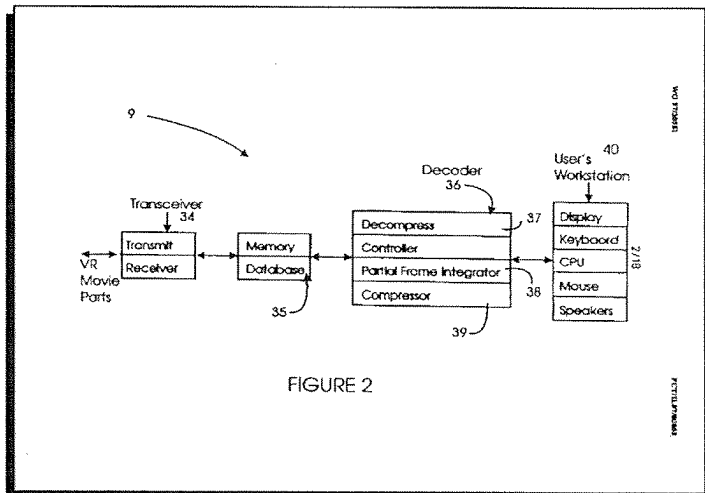 9
Transceiver
34
Transmit
Receiver
VR
Movie
Parts
Memory
Database
35
Decoder
36
Decompress
37
Controller
Partial Frame Integrator
38
Compressor
39
User's
40
Workstation
Display
Keyboard
CPU
Mouse
Speakers
2/18
FIGURE 2